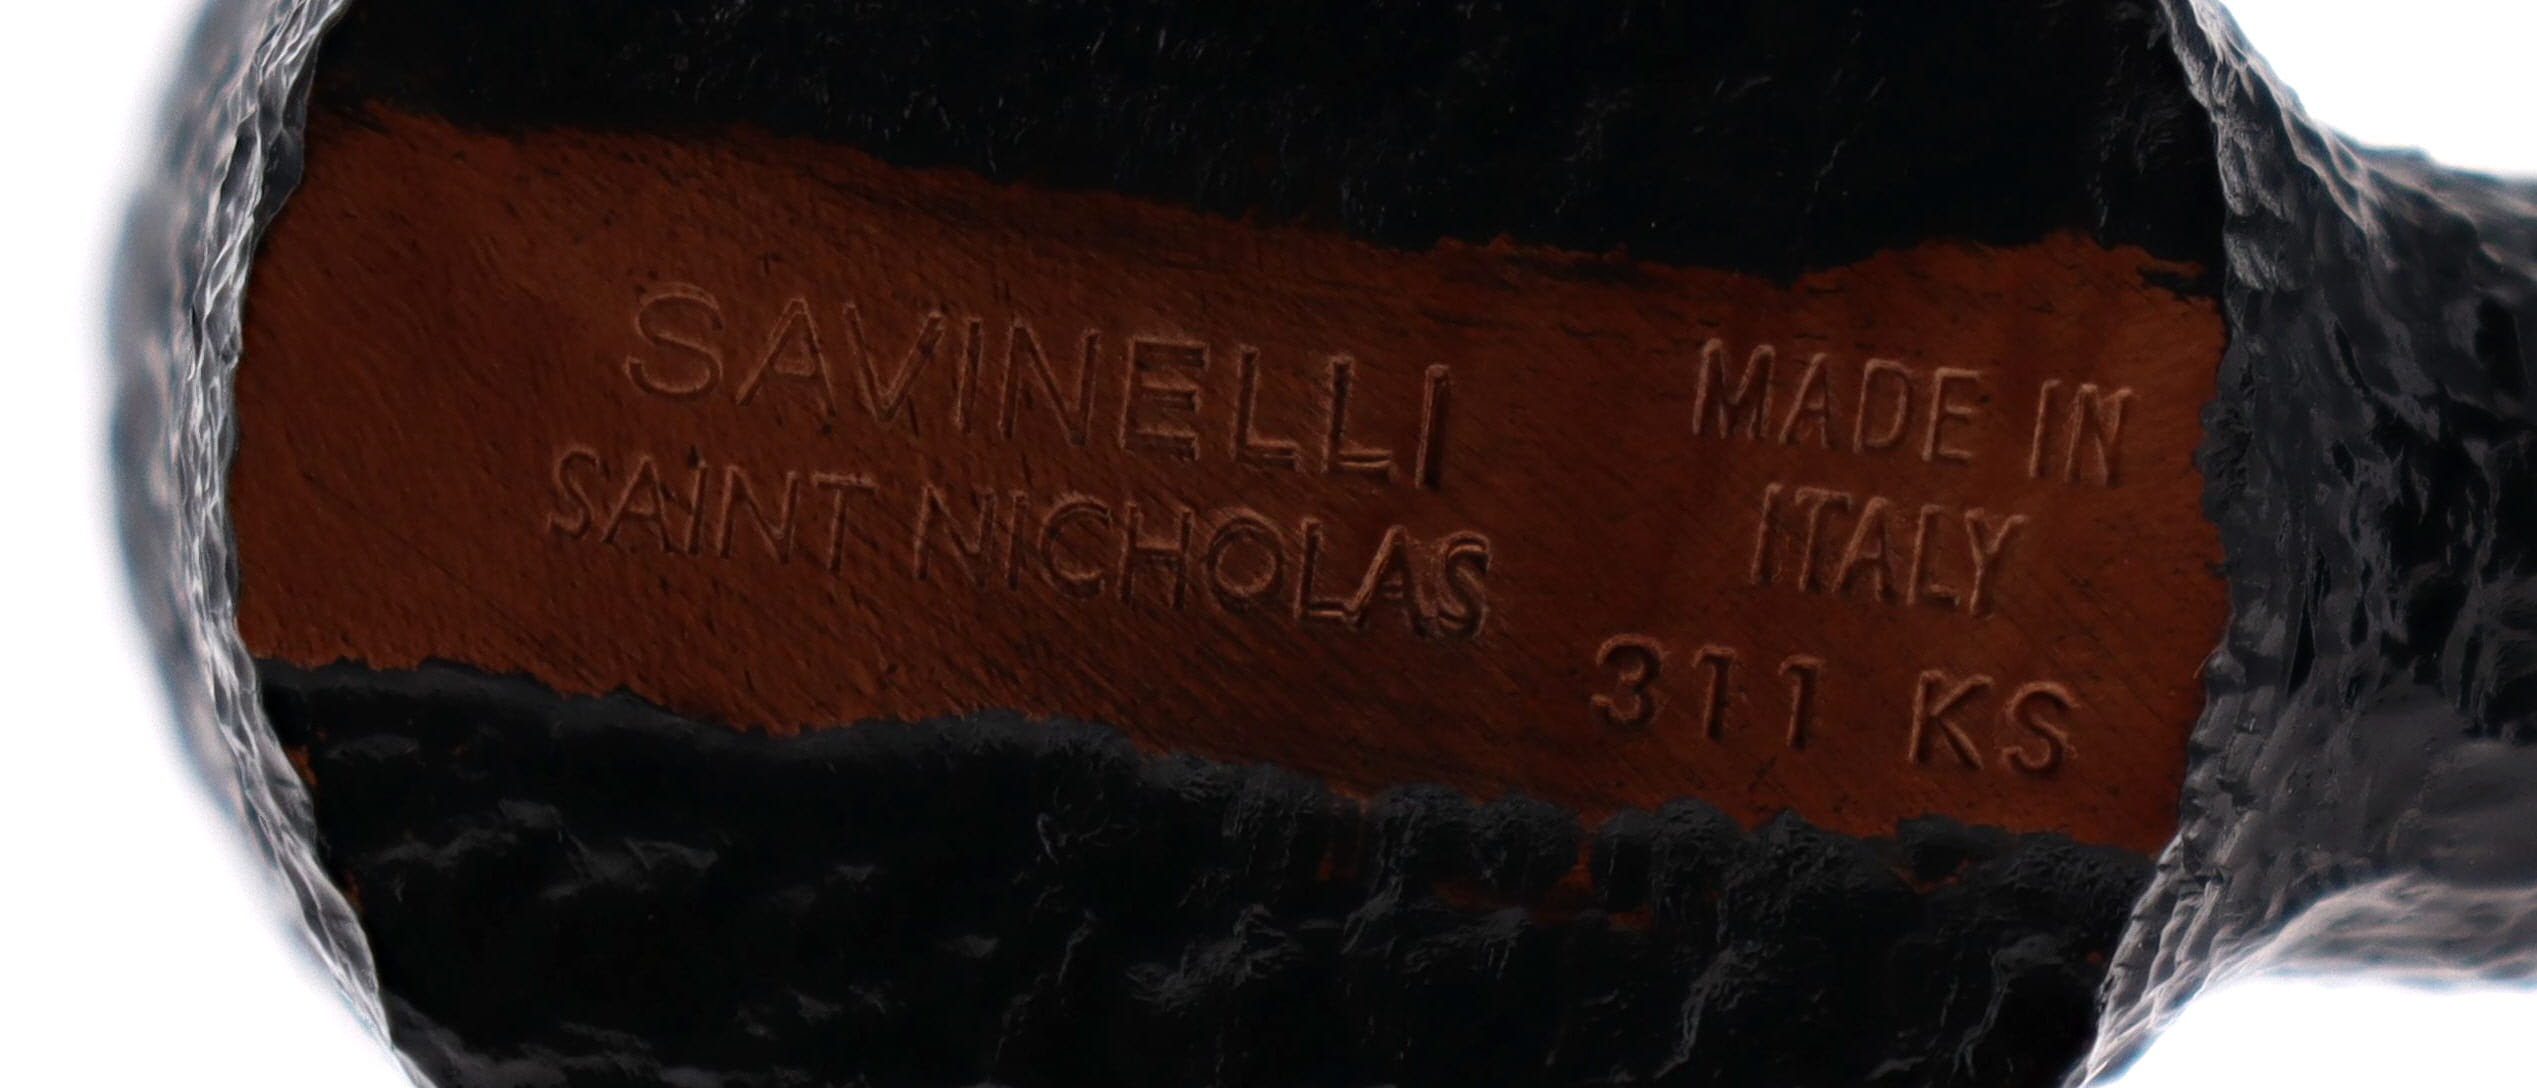 SAVINELLI
SAINT NICHOLAS
MADE IN
ITALY
311 KS